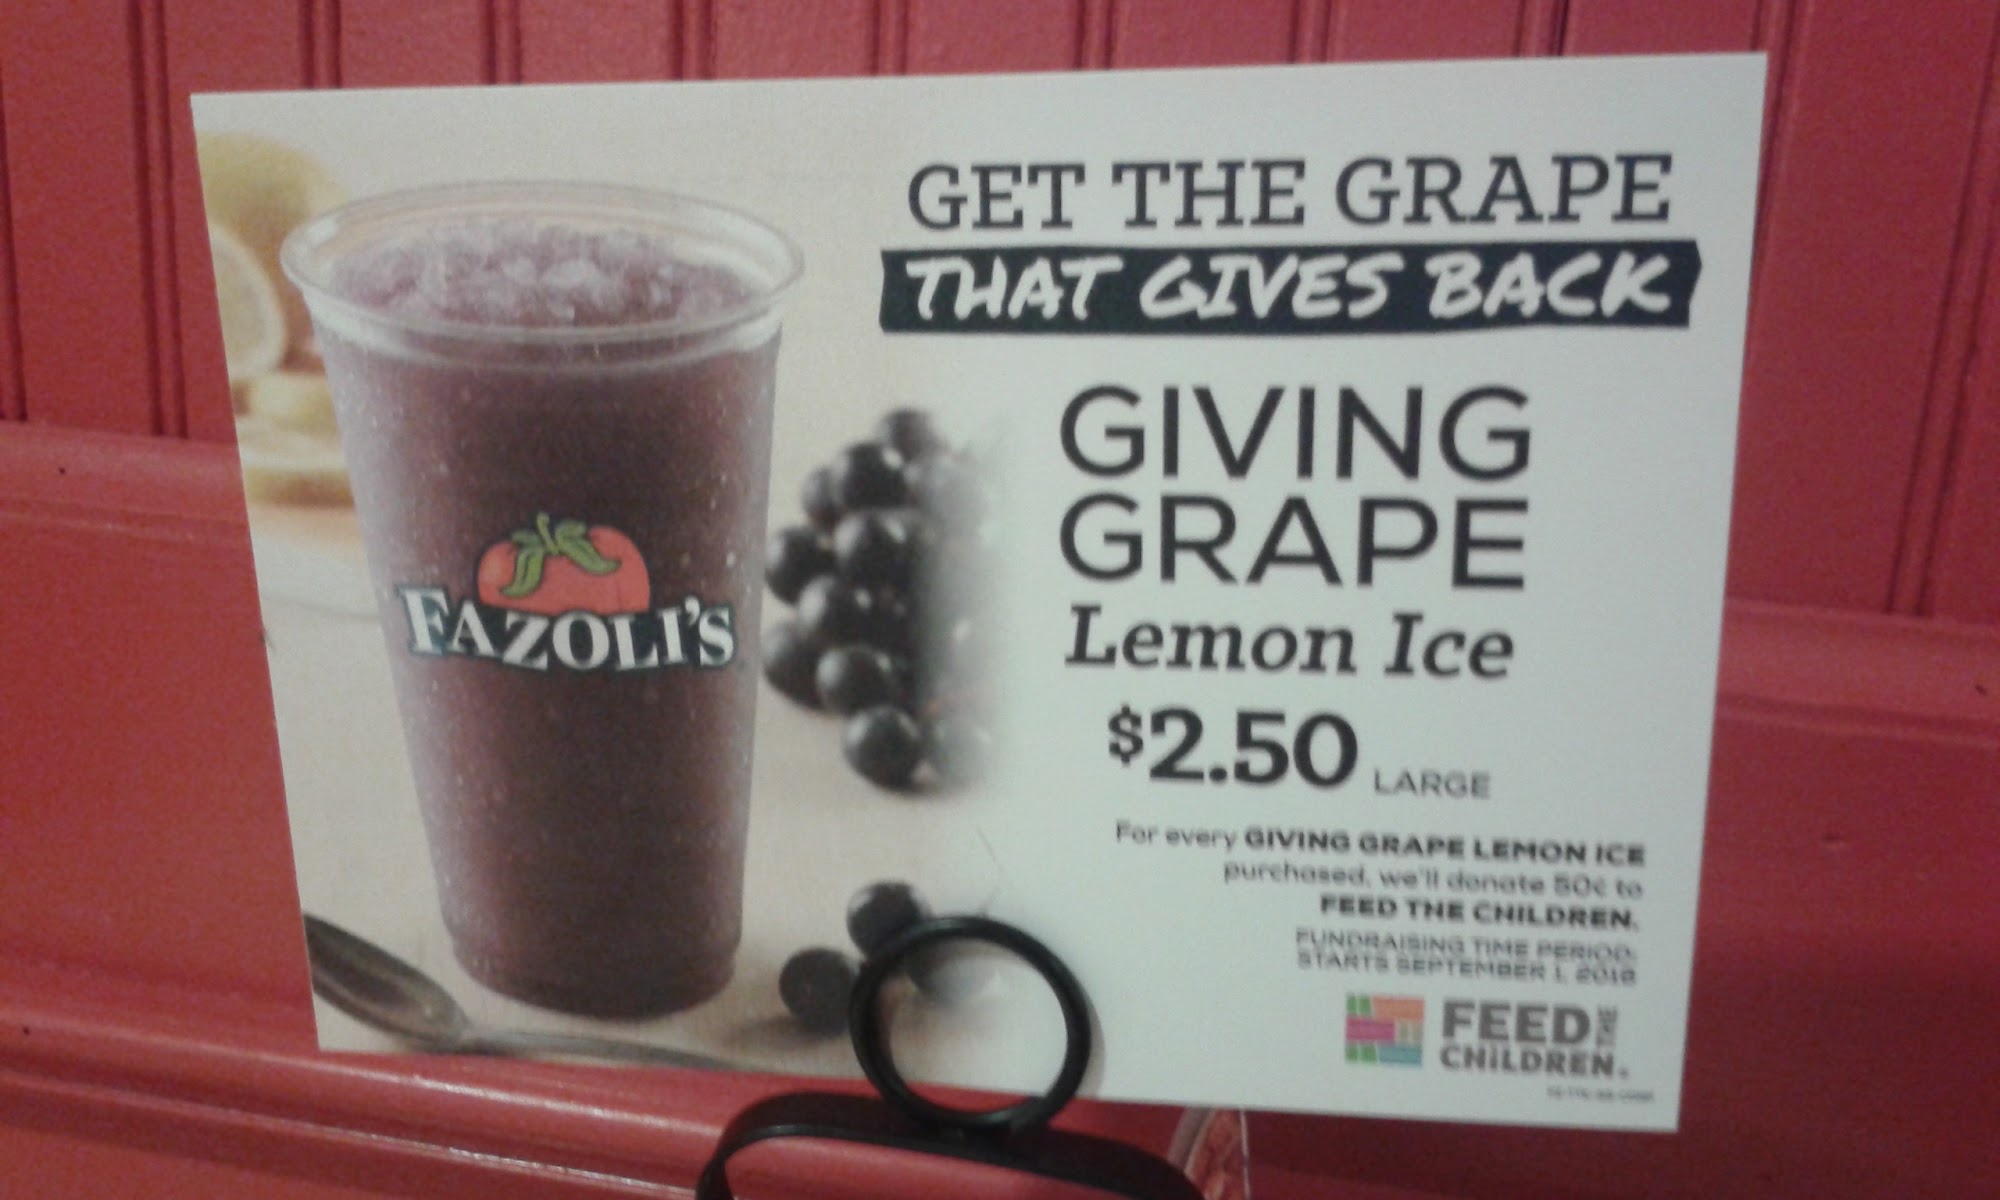 GET THE GRAPE
THAT GIVES BACK
GIVING
GRAPE
Lemon Ice
$2.50 LARGE
For every GIVING GRAPE LEMON ICE
purchased, we'll donate 50¢ to
FEED THE CHILDREN.
FUNDRAISING TIME PERIOD:
STARTS SEPTEMBER 1, 2016
FEED THE
CHiLDREN.
FAZOLI'S